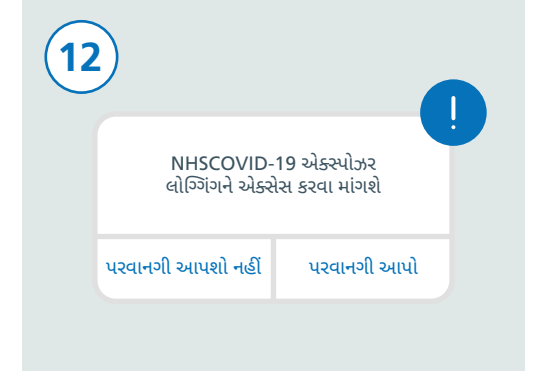 12
!
NHSCOVID-19 એક્સ્પોઝર
લોગ્ગિંગને એક્સેસ કરવા માંગશે
પરવાનગી આપશો નહીં
પરવાનગી આપો